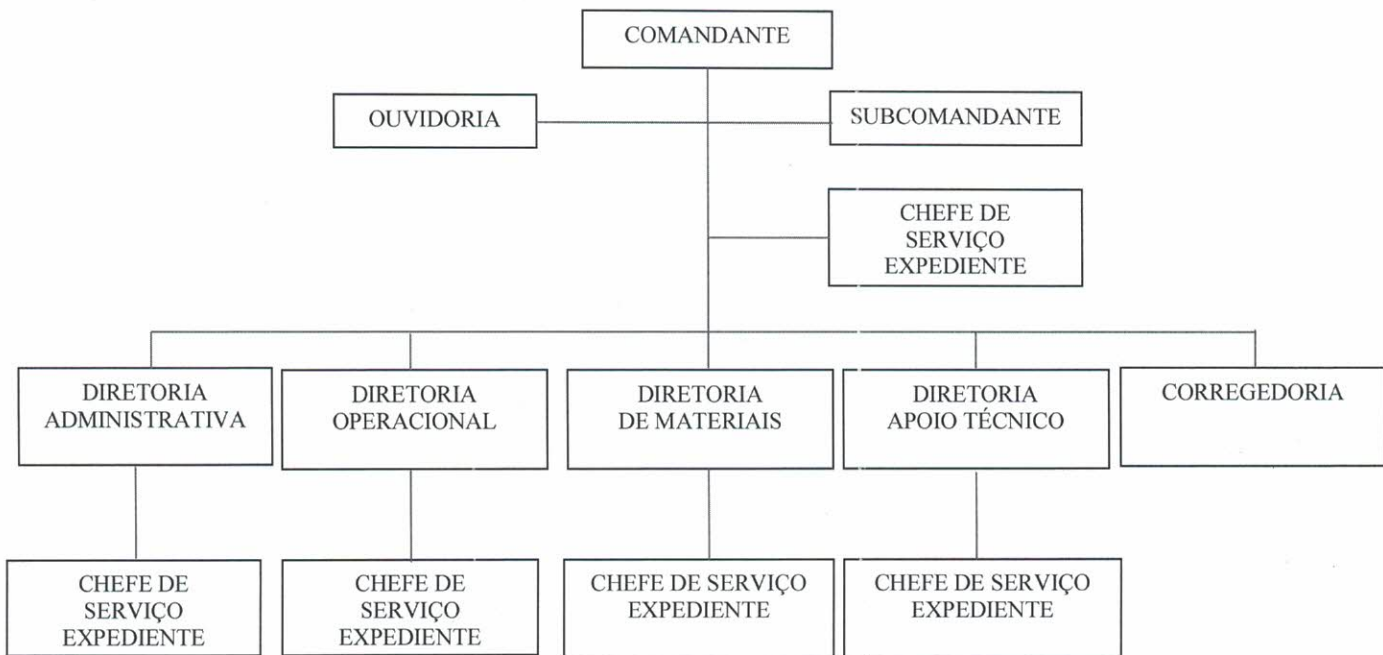 COMANDANTE
OUVIDORIA
SUBCOMANDANTE
CHEFE DE
SERVIÇO
EXPEDIENTE
DIRETORIA
ADMINISTRATIVA
DIRETORIA
OPERACIONAL
DIRETORIA
DE MATERIAIS
DIRETORIA
APOIO TÉCNICO
CORREGEDORIA
CHEFE DE
SERVIÇO
EXPEDIENTE
CHEFE DE
SERVIÇO
EXPEDIENTE
CHEFE DE SERVIÇO
EXPEDIENTE
CHEFE DE SERVIÇO
EXPEDIENTE